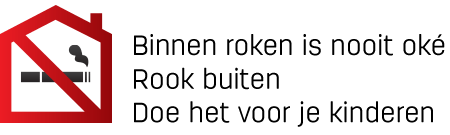 Binnen roken is nooit oké
Rook buiten
Doe het voor je kinderen